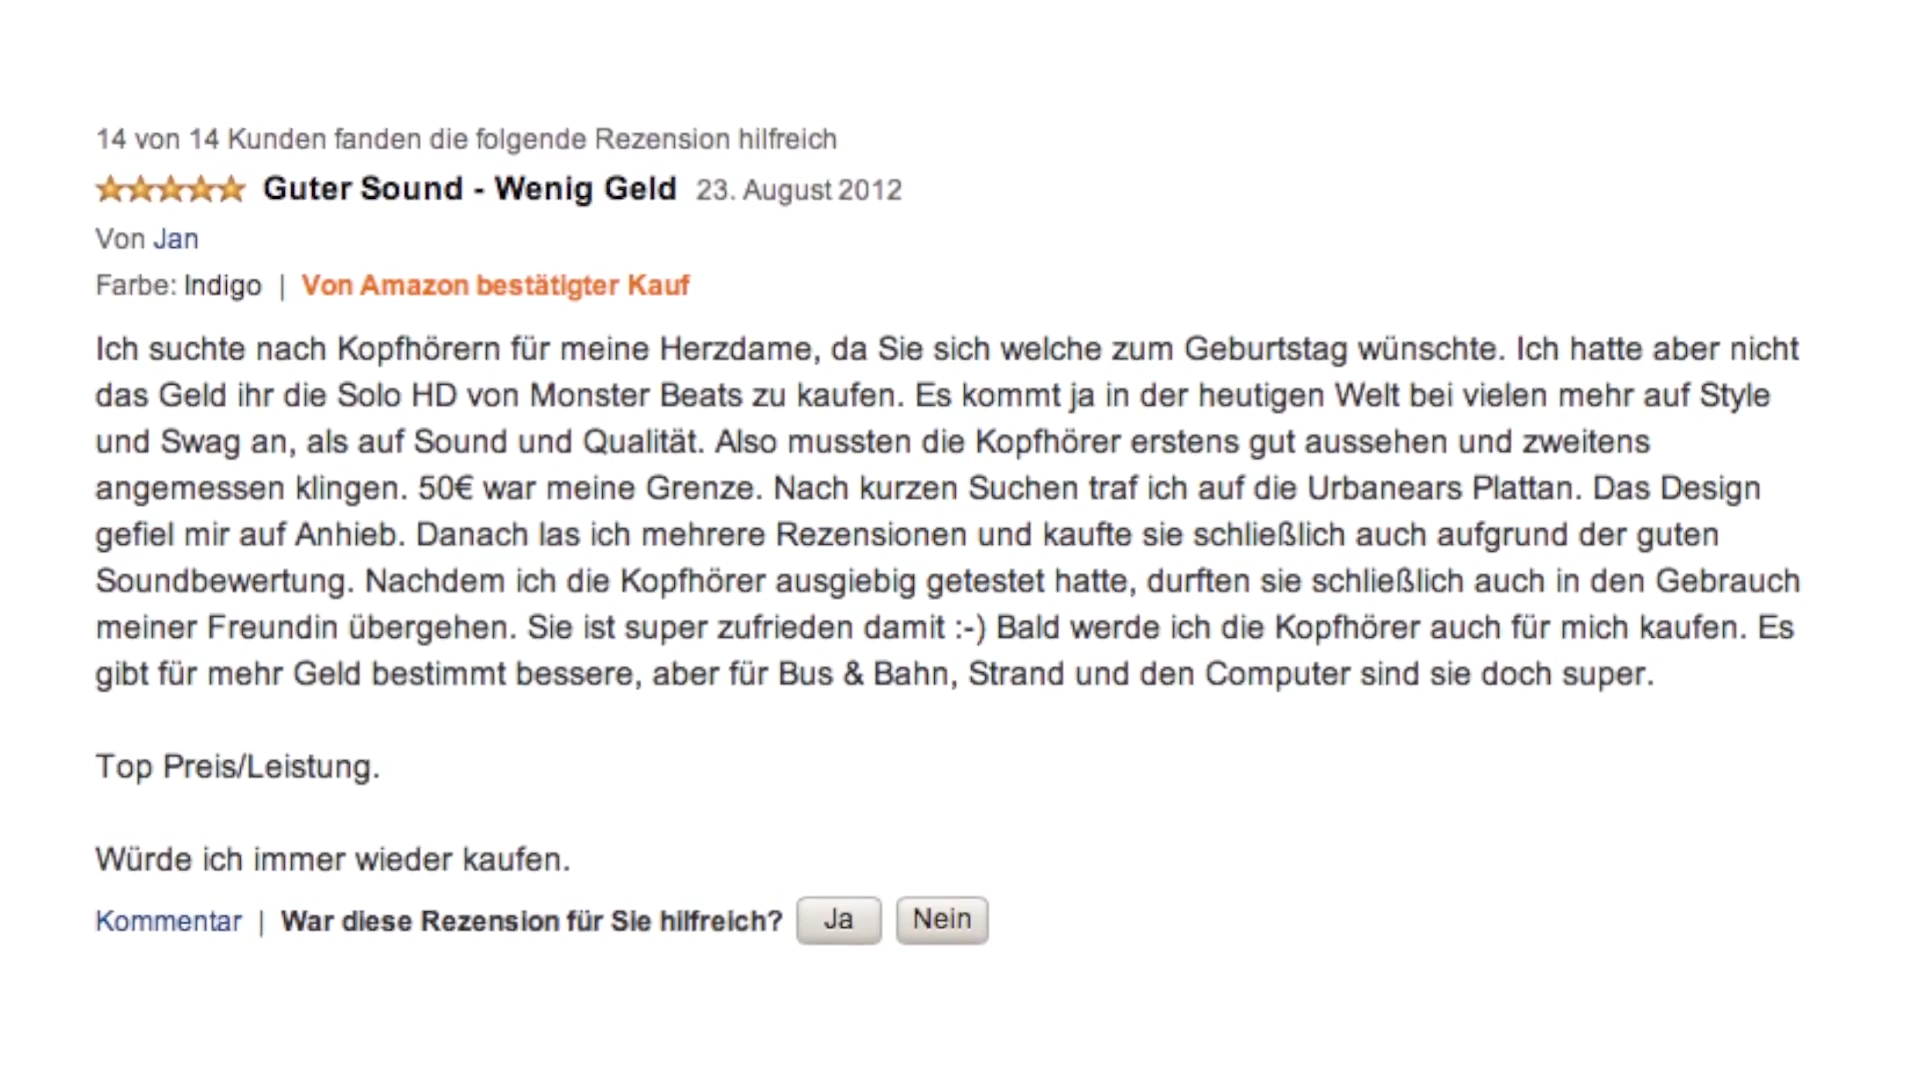 14 von 14 Kunden fanden die folgende Rezension hilfreich
Guter Sound - Wenig Geld 23. August 2012
Von Jan
Farbe: Indigo | Von Amazon bestätigter Kauf
Ich suchte nach Kopfhörern für meine Herzdame, da Sie sich welche zum Geburtstag wünschte. Ich hatte aber nicht
das Geld ihr die Solo HD von Monster Beats zu kaufen. Es kommt ja in der heutigen Welt bei vielen mehr auf Style
und Swag an, als auf Sound und Qualität. Also mussten die Kopfhörer erstens gut aussehen und zweitens
angemessen klingen. 50€ war meine Grenze. Nach kurzen Suchen traf ich auf die Urbanears Plattan. Das Design
gefiel mir auf Anhieb. Danach las ich mehrere Rezensionen und kaufte sie schließlich auch aufgrund der guten
Soundbewertung. Nachdem ich die Kopfhörer ausgiebig getestet hatte, durften sie schließlich auch in den Gebrauch
meiner Freundin übergehen. Sie ist super zufrieden damit :-) Bald werde ich die Kopfhörer auch für mich kaufen. Es
gibt für mehr Geld bestimmt bessere, aber für Bus & Bahn, Strand und den Computer sind sie doch super.
Top Preis/Leistung.
Würde ich immer wieder kaufen.
Kommentar | War diese Rezension für Sie hilfreich? Ja Nein